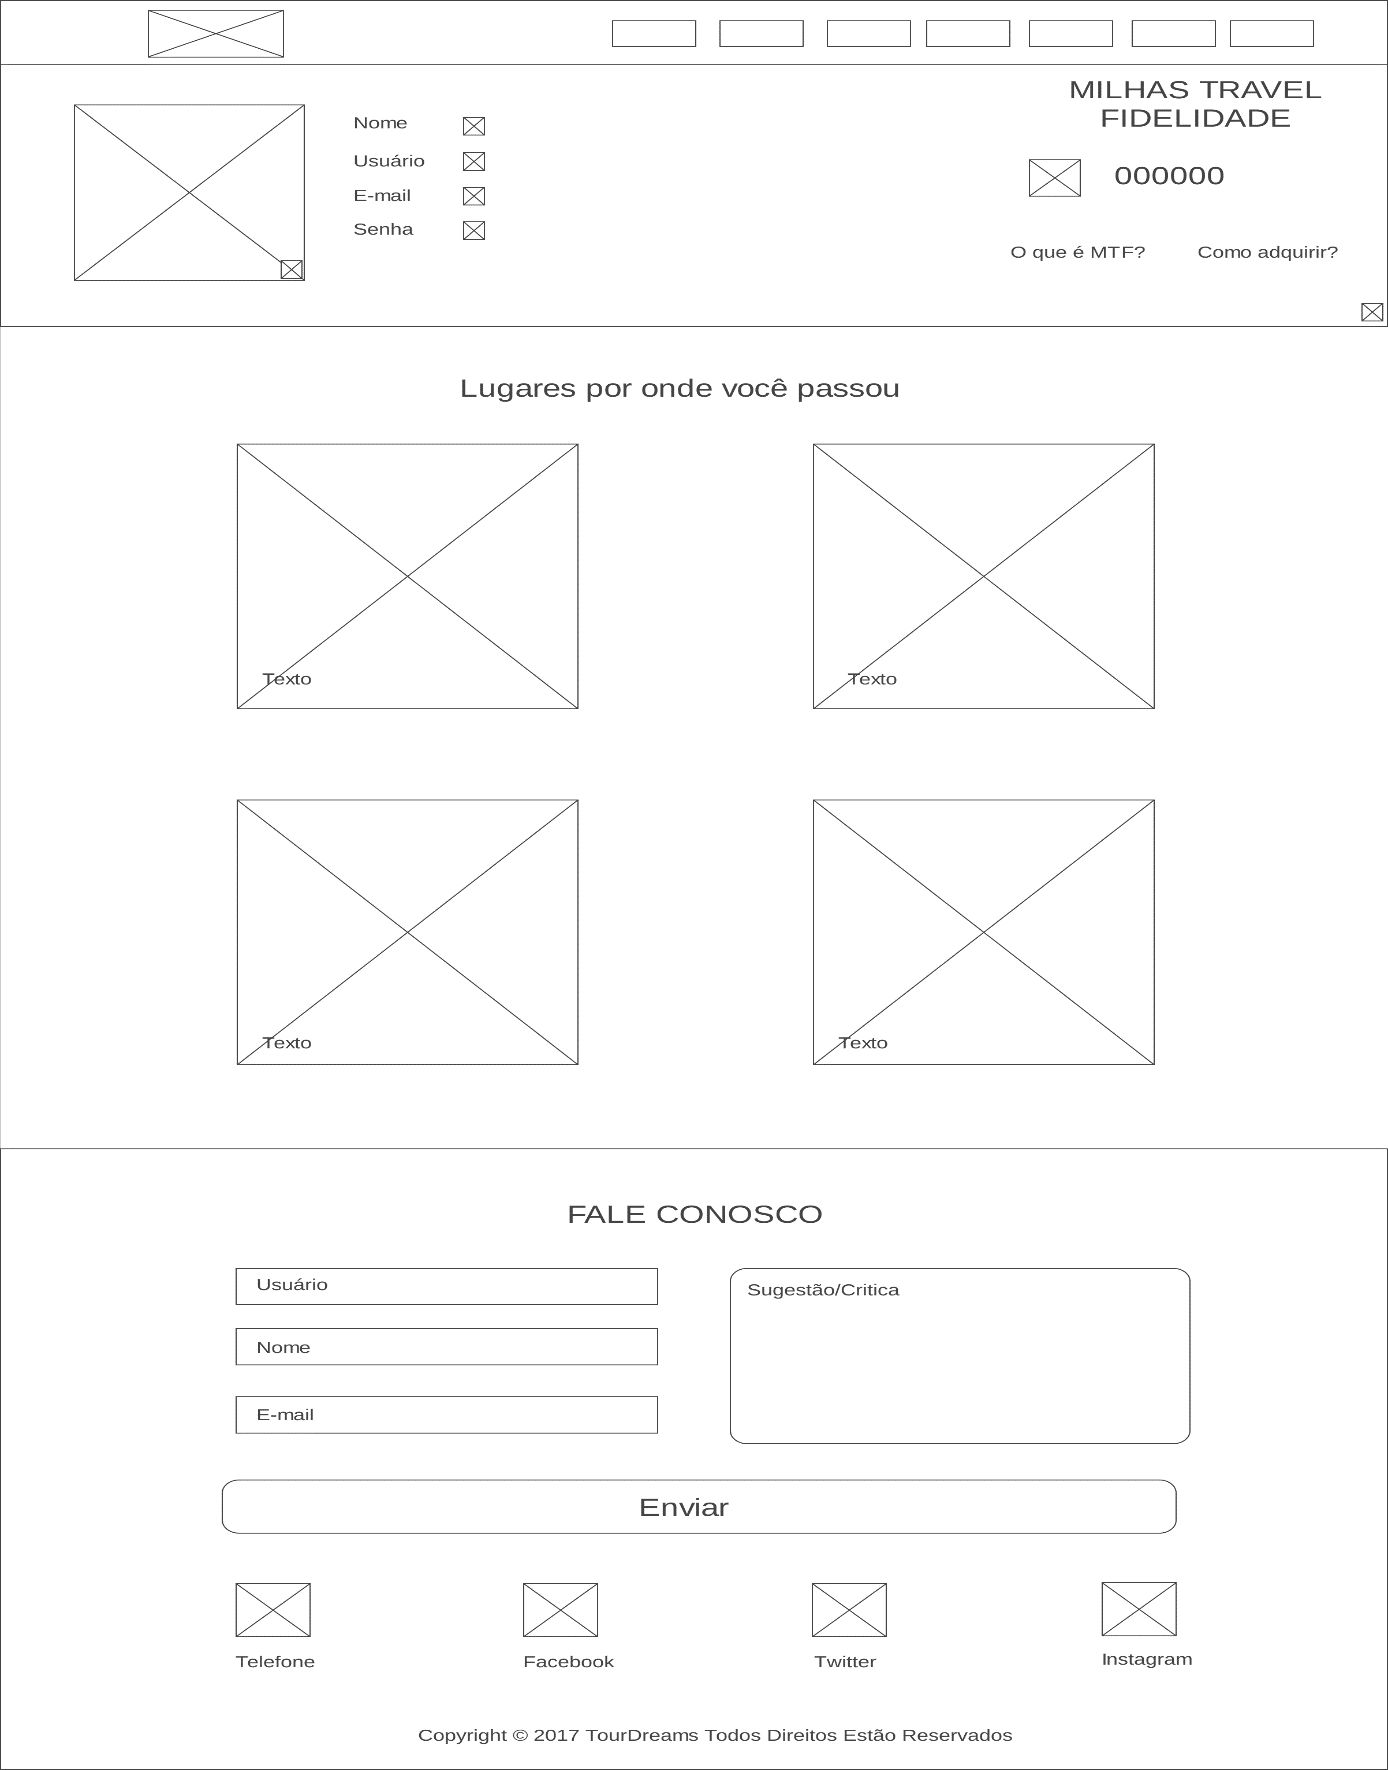 MILHAS TRAVEL
FIDELIDADE
Nome
Usuário
E-mail
Senha
000000
O que é MTF?
Como adquirir?
Lugares por onde você passou
Texto
Texto
Texto
Texto
FALE CONOSCO
Usuário
Nome
E-mail
Sugestão/Critica
Enviar
Telefone
Facebook
Twitter
Instagram
Copyright © 2017 TourDreams Todos Direitos Estão Reservados